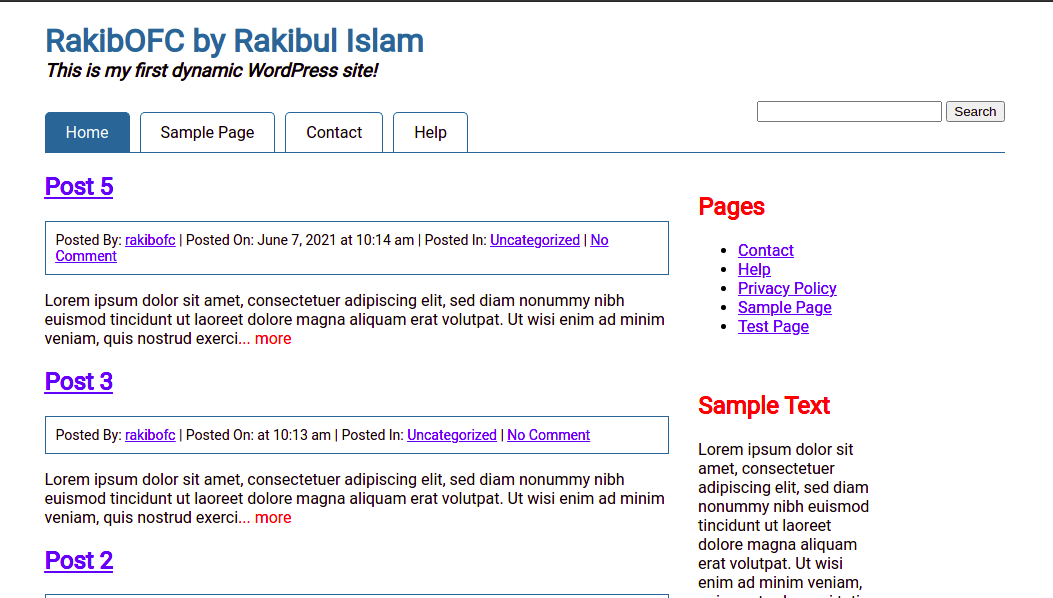 RakibOFC by Rakibul Islam
This is my first dynamic WordPress site!
Home Sample Page Contact Help
Search
Post 5
Posted By: rakibofc | Posted On: June 7, 2021 at 10:14 am | Posted In: Uncategorized | No
Comment
Lorem ipsum dolor sit amet, consectetuer adipiscing elit, sed diam nonummy nibh
euismod tincidunt ut laoreet dolore magna aliquam erat volutpat. Ut wisi enim ad minim
veniam, quis nostrud exerci... more
Post 3
Posted By: rakibofc | Posted On: at 10:13 am | Posted In: Uncategorized | No Comment
Lorem ipsum dolor sit amet, consectetuer adipiscing elit, sed diam nonummy nibh
euismod tincidunt ut laoreet dolore magna aliquam erat volutpat. Ut wisi enim ad minim
veniam, quis nostrud exerci... more
Post 2
Pages
Contact
Help
Privacy Policy
Sample Page
Test Page
Sample Text
Lorem ipsum dolor sit
amet, consectetuer
adipiscing elit, sed diam
nonummy nibh euismod
tincidunt ut laoreet
dolore magna aliquam
erat volutpat. Ut wisi
enim ad minim veniam,